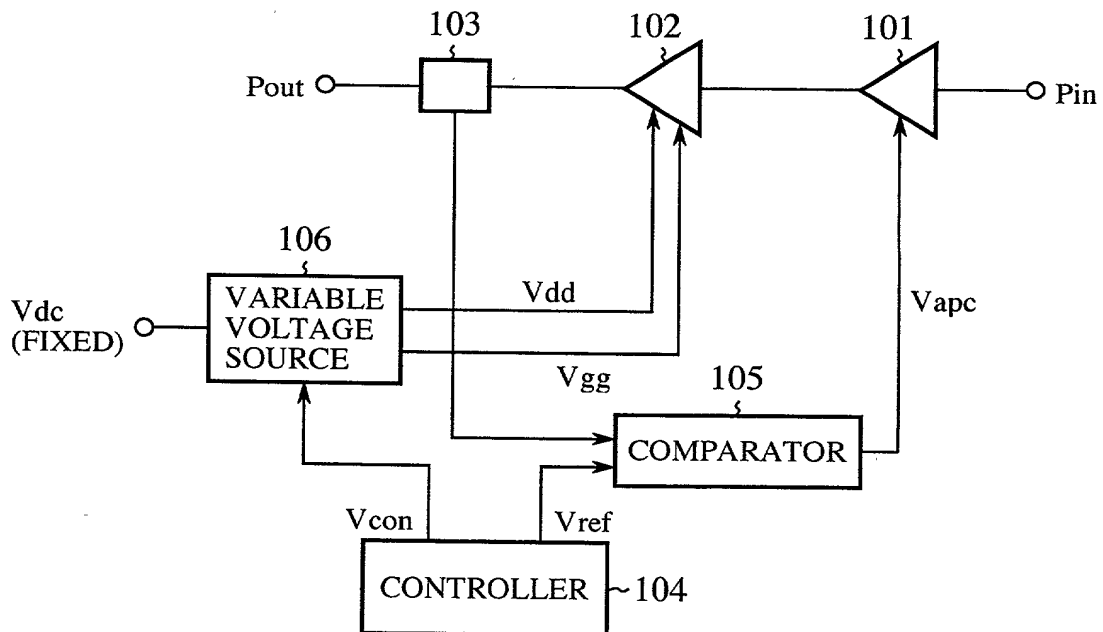 103
102
101
Pout
Pin
106
Vdc
(FIXED)
VARIABLE
VOLTAGE
SOURCE
Vdd
Vgg
Vapc
105
COMPARATOR
Vcon
Vref
CONTROLLER
104